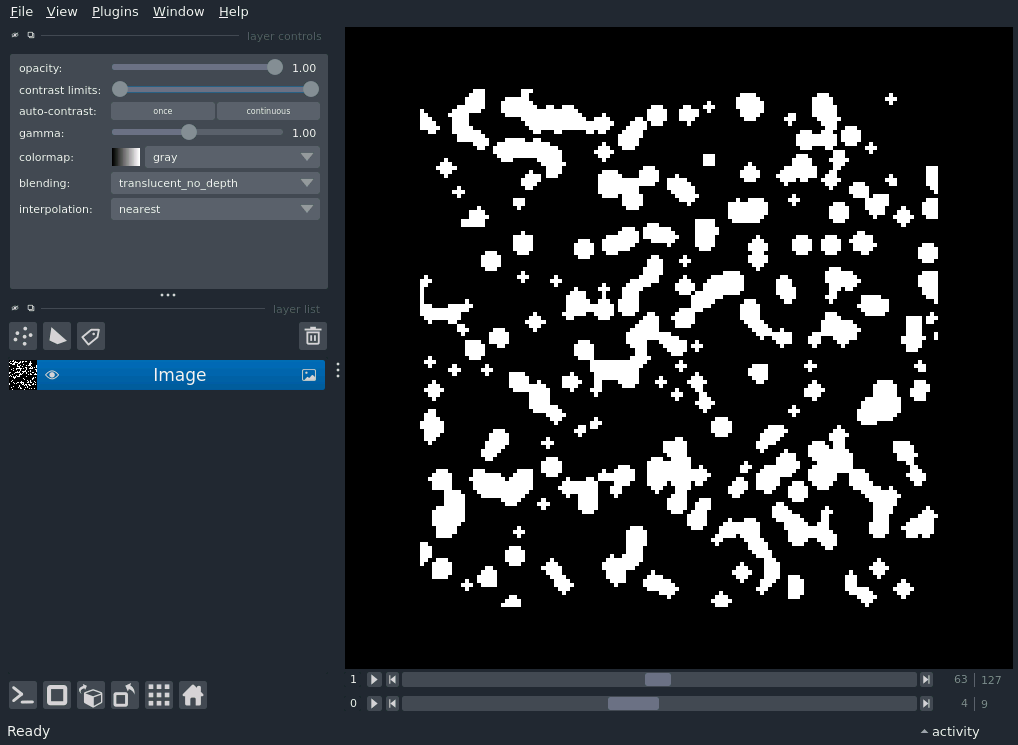 File View Plugins Window Help
layer controls
opacity: 1.00
contrast limits:
auto-contrast: once continuous
gamma: 1.00
colormap: gray
blending: translucent_no_depth
interpolation: nearest
layer list
Image
1 63 127
0 4 9
Ready activity